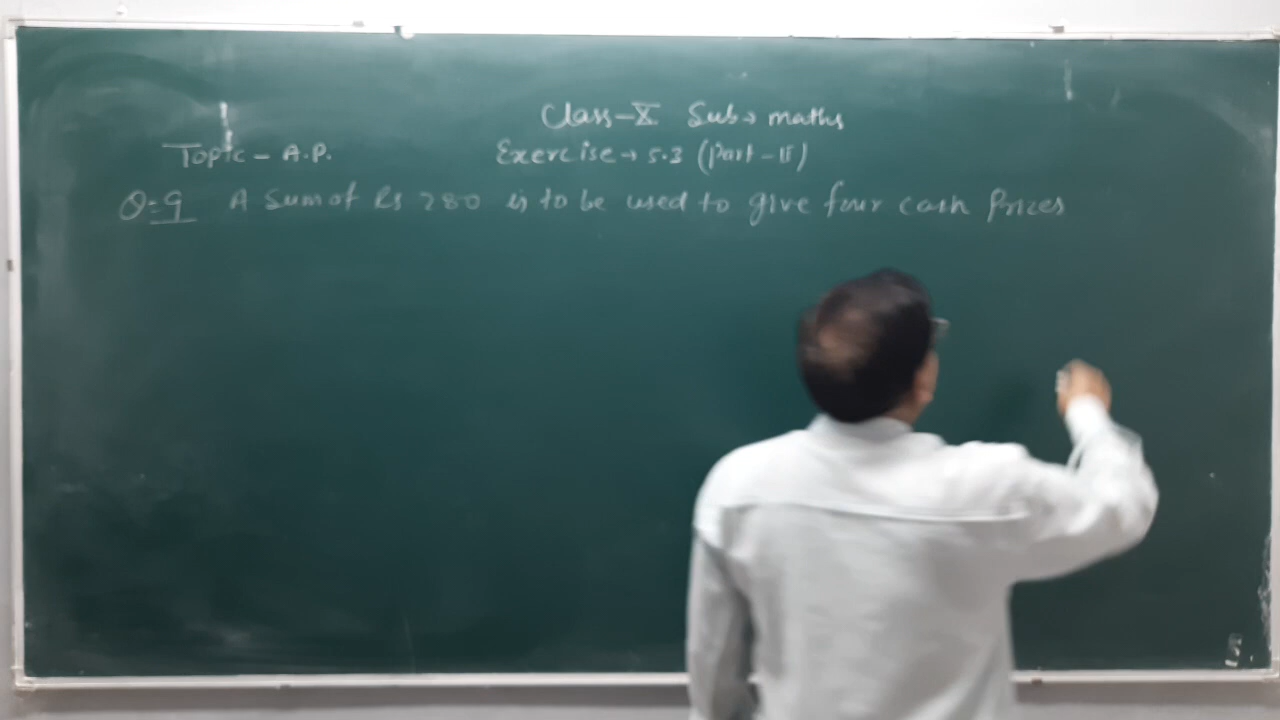 Class-X Sub→ maths
Topic - A.P. Exercise→ 5.3 (Part-II)
Q:9 A Sum of Rs 280 is to be used to give four cash Prizes